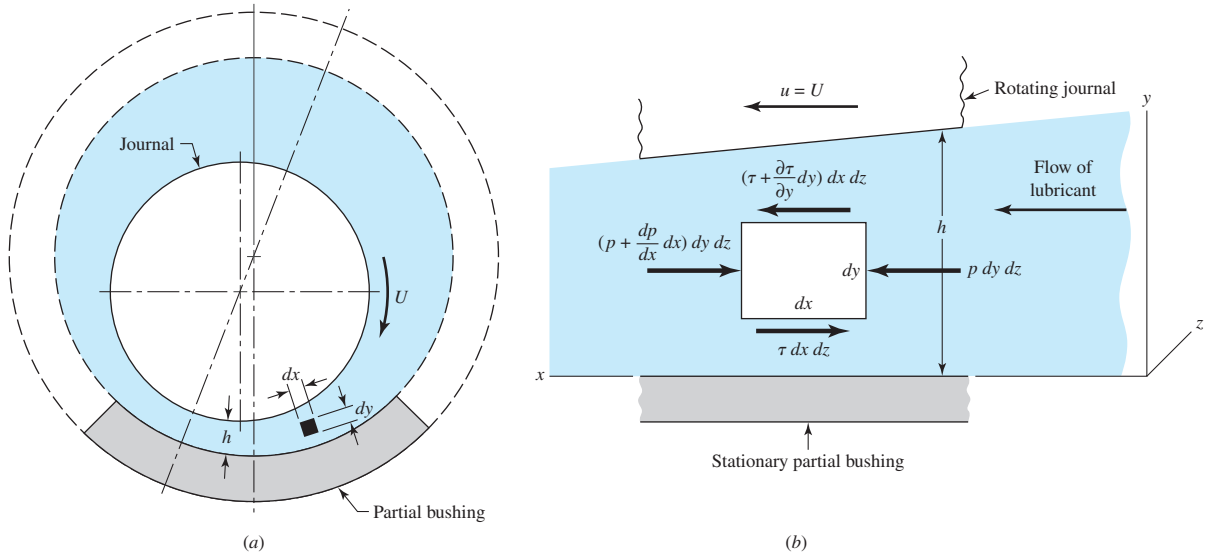 Journal
U
dx
dy
h
Partial bushing
(a)
u = U
Rotating journal
y
(τ + ∂τ/∂y dy) dx dz
Flow of
lubricant
h
(p + dp/dx dx) dy dz
dy
p dy dz
dx
τ dx dz
z
x
Stationary partial bushing
(b)